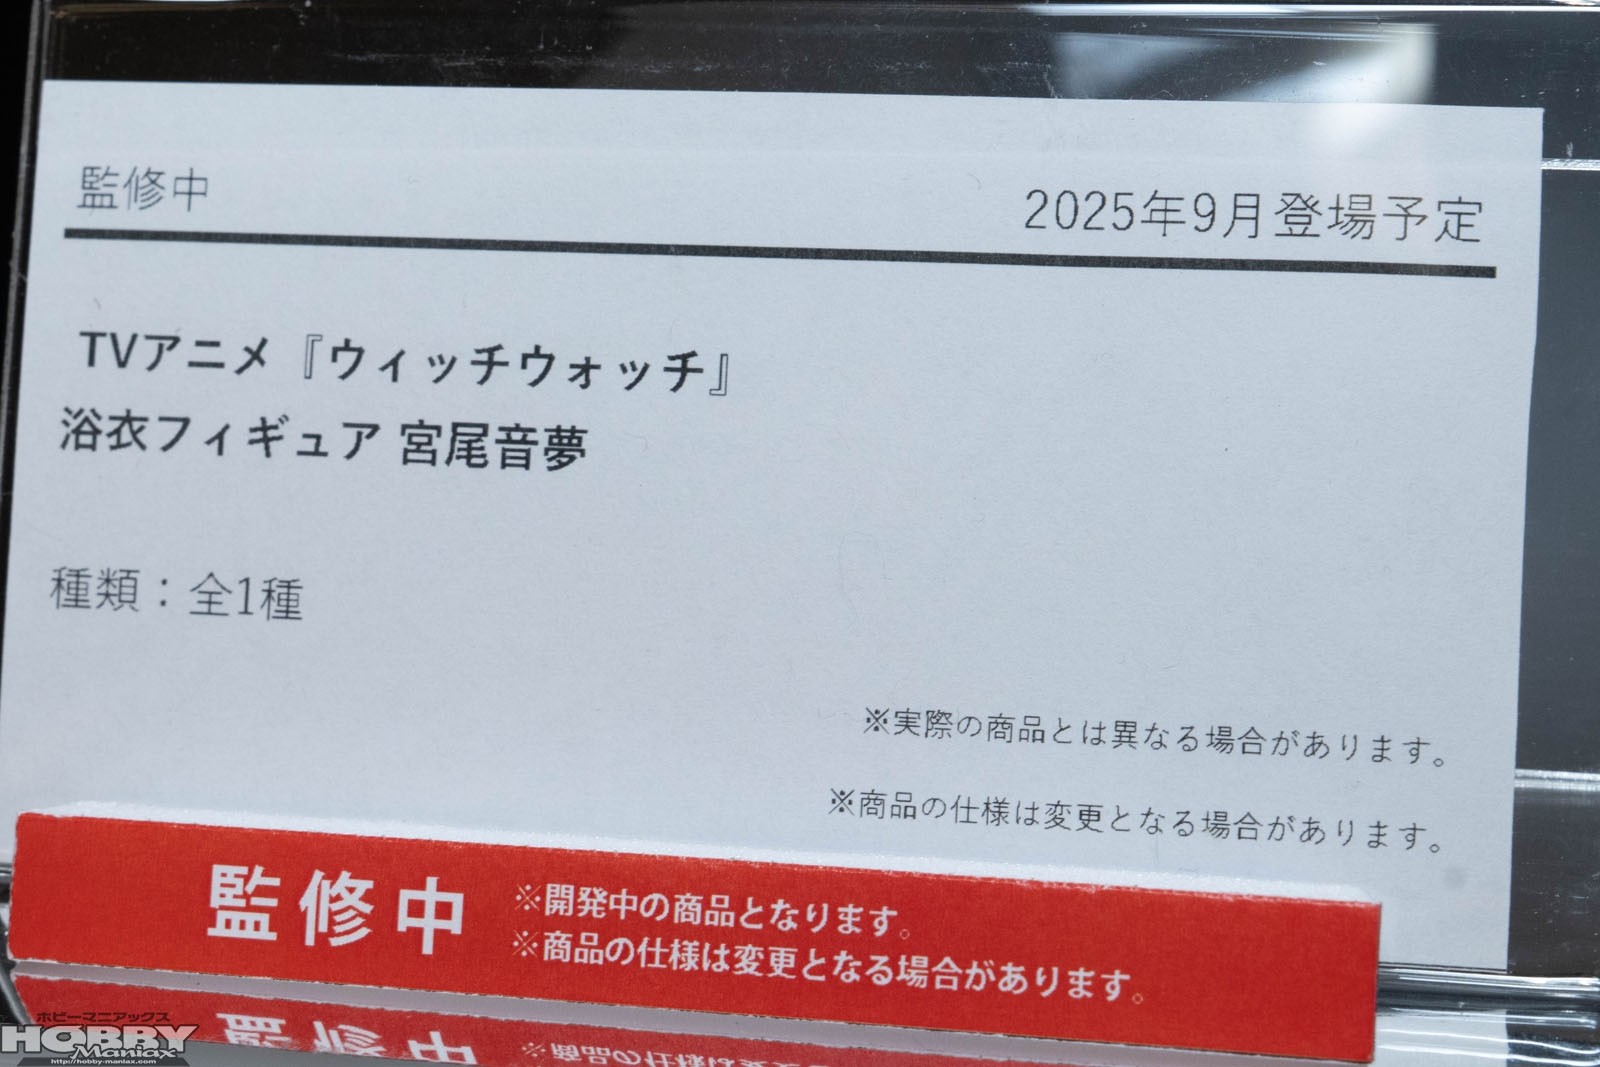 監修中
2025年9月登場予定
TVアニメ『ウィッチウォッチ』
浴衣フィギュア 宮尾音夢
種類：全1種
※実際の商品とは異なる場合があります。
※商品の仕様は変更となる場合があります。
監修中
※開発中の商品となります。
※商品の仕様は変更となる場合があります。
ホビーマニアックス
HOBBY
Maniax
http://hobby-maniax.com